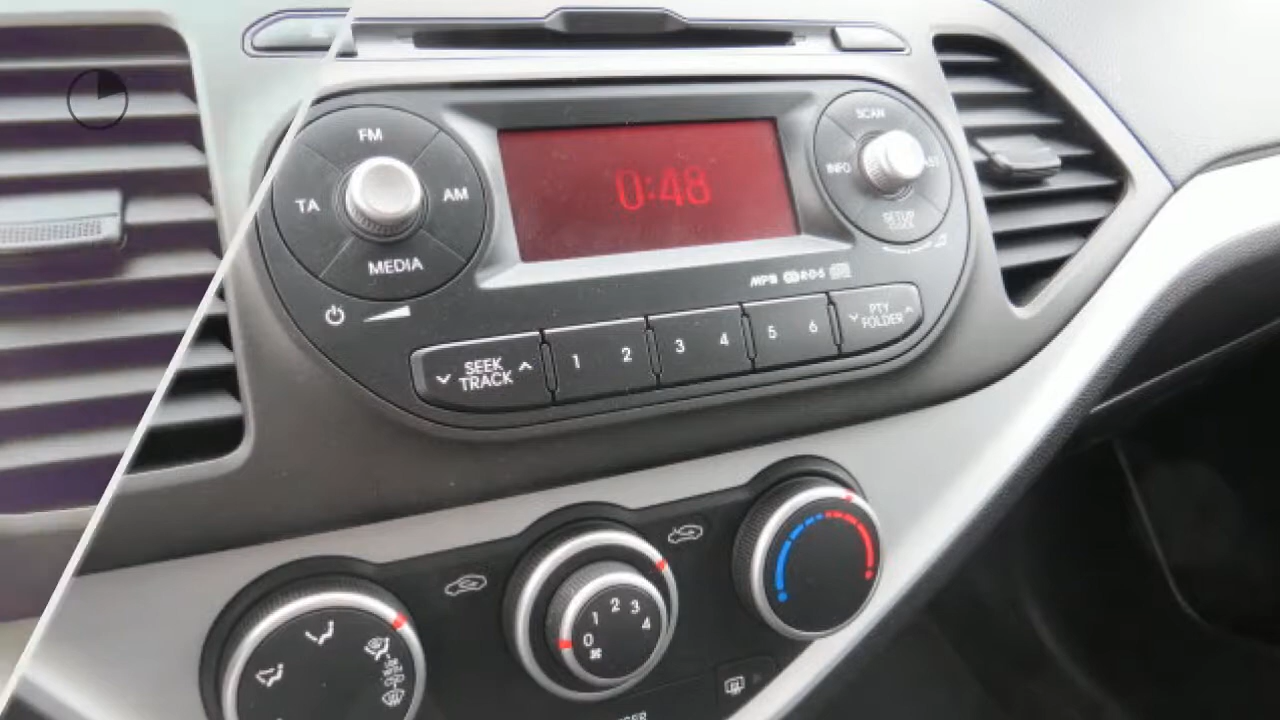 FM
TA
AM
MEDIA
0:48
SCAN
INFO
SETUP
MP3 RDS
SEEK
TRACK
1 2 3 4 5 6
PTY
FOLDER
0 1 2 3 4